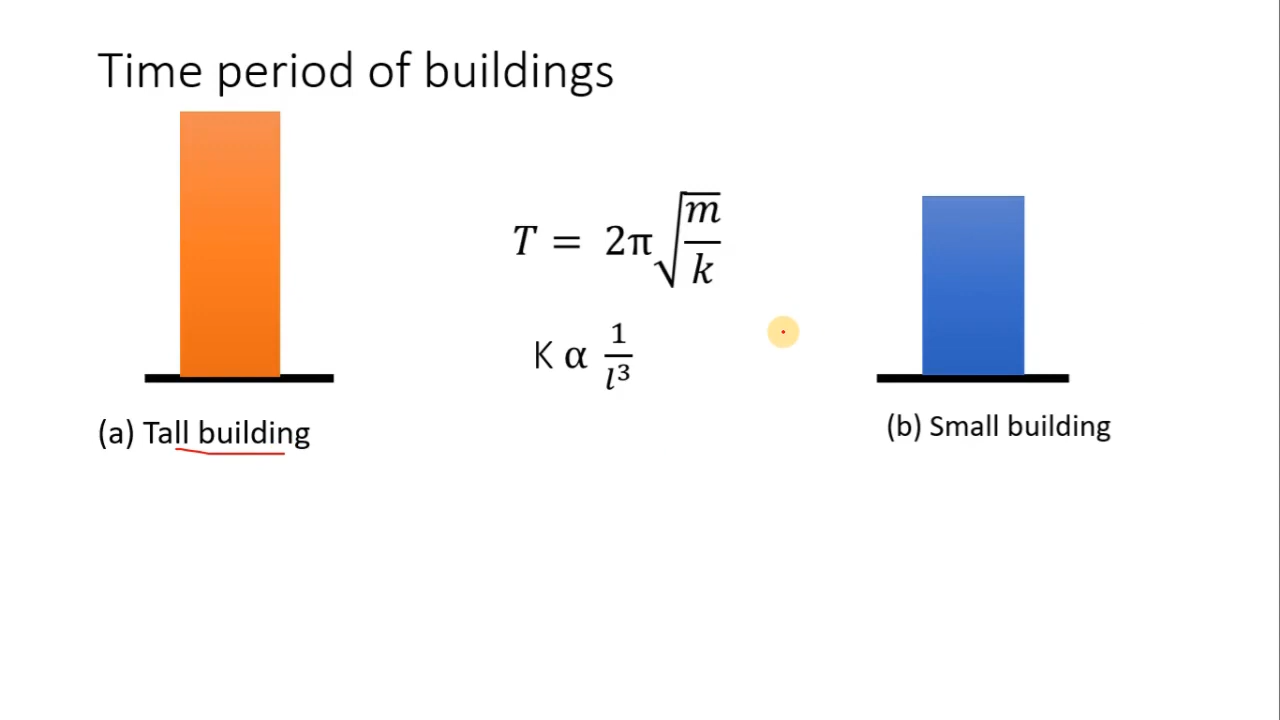 Time period of buildings
T = 2π√(m/k)
K α 1/l³
(a) Tall building
(b) Small building